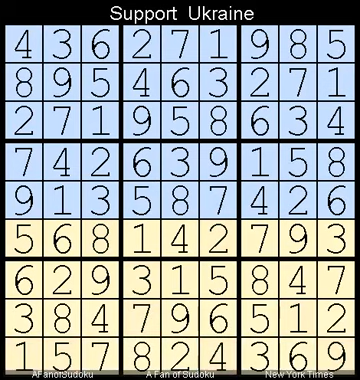 Support Ukraine
4 3 6 2 7 1 9 8 5
8 9 5 4 6 3 2 7 1
2 7 1 9 5 8 6 3 4
7 4 2 6 3 9 1 5 8
9 1 3 5 8 7 4 2 6
5 6 8 1 4 2 7 9 3
6 2 9 3 1 5 8 4 7
3 8 4 7 9 6 5 1 2
1 5 7 8 2 4 3 6 9
AFanofSudoku A Fan of Sudoku New York Times